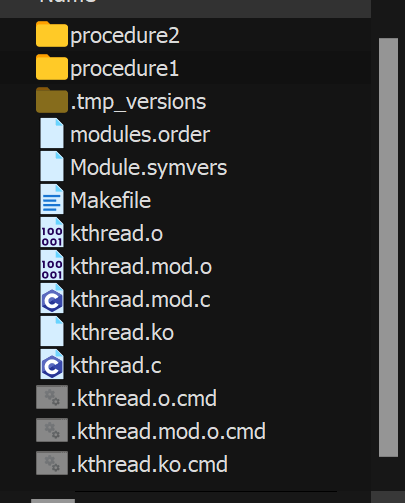 Name
procedure2
procedure1
.tmp_versions
modules.order
Module.symvers
Makefile
kthread.o
kthread.mod.o
kthread.mod.c
kthread.ko
kthread.c
.kthread.o.cmd
.kthread.mod.o.cmd
.kthread.ko.cmd